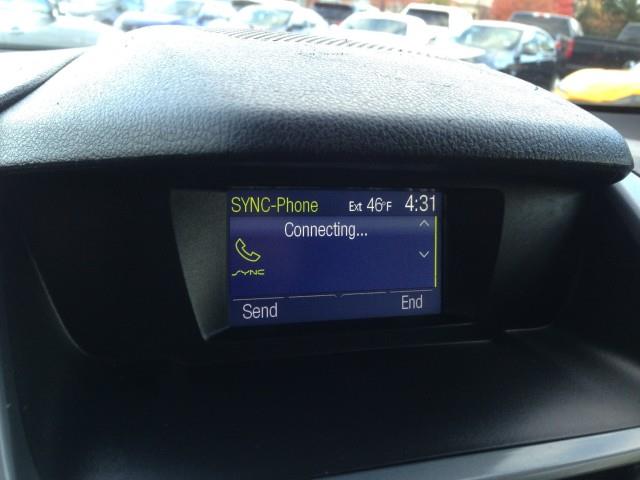 SYNC-Phone Ext 46°F 4:31
Connecting...
SYNC
Send End